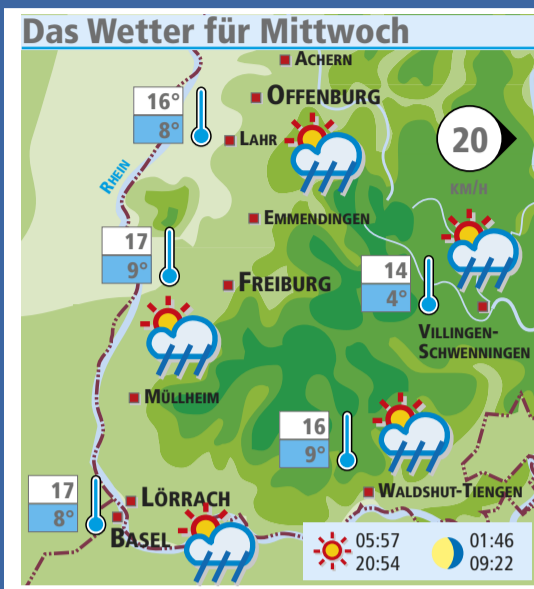 Das Wetter für Mittwoch
ACHERN
OFFENBURG
16°
8°
LAHR
20
KM/H
RHEIN
EMMENDINGEN
17
9°
FREIBURG
14
4°
VILLINGEN-
SCHWENNINGEN
MÜLLHEIM
16
9°
WALDSHUT-TIENGEN
17
8°
LÖRRACH
BASEL
05:57
20:54
01:46
09:22